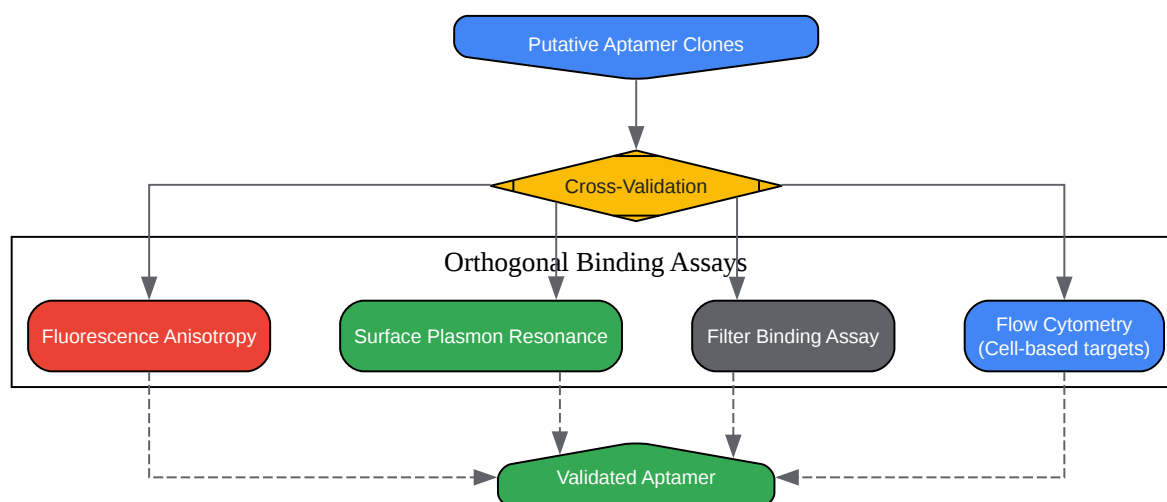 Putative Aptamer Clones
Cross-Validation
Orthogonal Binding Assays
Fluorescence Anisotropy
Surface Plasmon Resonance
Filter Binding Assay
Flow Cytometry
(Cell-based targets)
Validated Aptamer